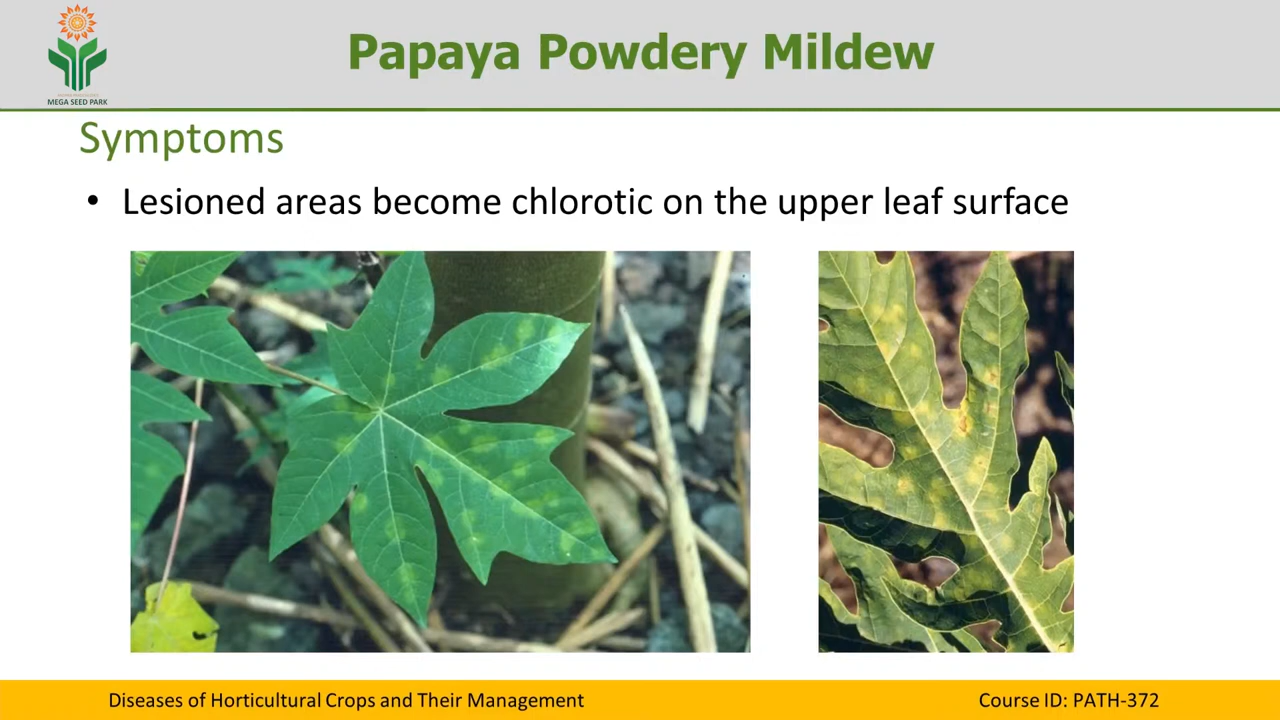 Papaya Powdery Mildew
MEGA SEED PARK
Symptoms
• Lesioned areas become chlorotic on the upper leaf surface
Diseases of Horticultural Crops and Their Management
Course ID: PATH-372